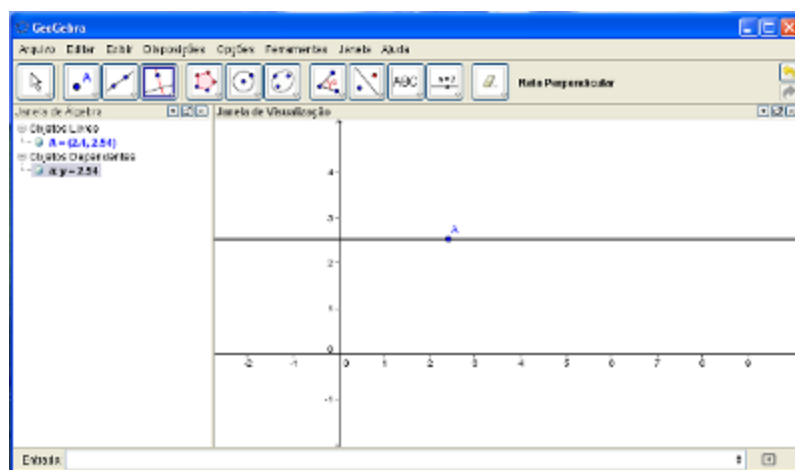 GeoGebra
Arquivo Editar Exibir Disposições Opções Ferramentas Janela Ajuda
A ABC a=2 Reta Perpendicular
Janela de Álgebra
Janela de Visualização
Objetos Livres
A = (2.4, 2.54)
Objetos Dependentes
a: y = 2.54
A
4
3
2
1
0
-1
-2 -1 0 1 2 3 4 5 6 7 8 9
Entrada: